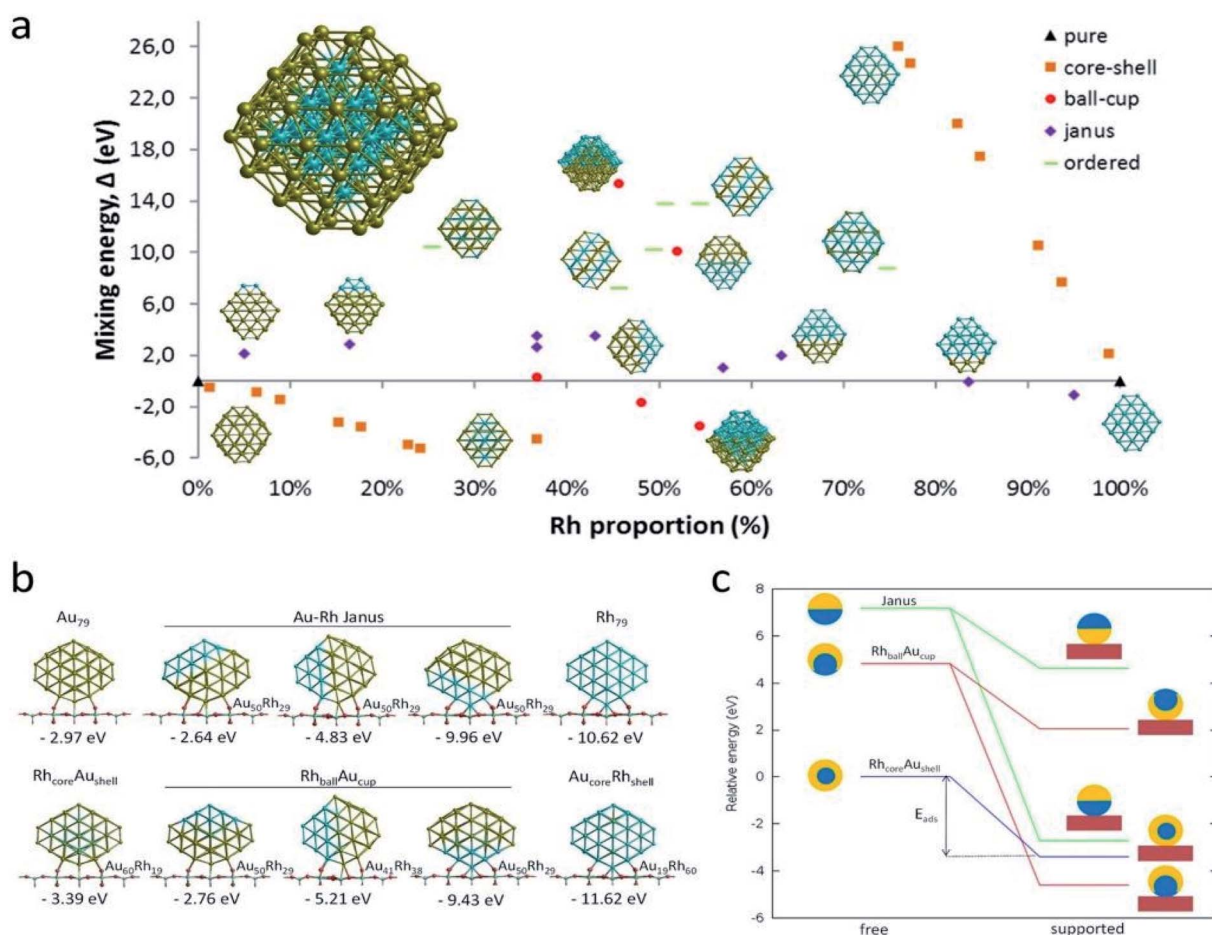 a
26,0
22,0
18,0
14,0
10,0
6,0
2,0
-2,0
-6,0
Mixing energy, Δ (eV)
pure
core-shell
ball-cup
janus
ordered
0% 10% 20% 30% 40% 50% 60% 70% 80% 90% 100%
Rh proportion (%)
b
Au79 Au-Rh Janus Rh79
Au50Rh29 Au50Rh29 Au50Rh29
- 2.97 eV - 2.64 eV - 4.83 eV - 9.96 eV - 10.62 eV
RhcoreAushell RhballAucup AucoreRhshell
Au60Rh19 Au50Rh29 Au41Rh38 Au50Rh29 Au19Rh60
- 3.39 eV - 2.76 eV - 5.21 eV - 9.43 eV - 11.62 eV
c
8
6
4
2
0
-2
-4
-6
Relative energy (eV)
Janus
RhballAucup
RhcoreAushell
Eads
free supported